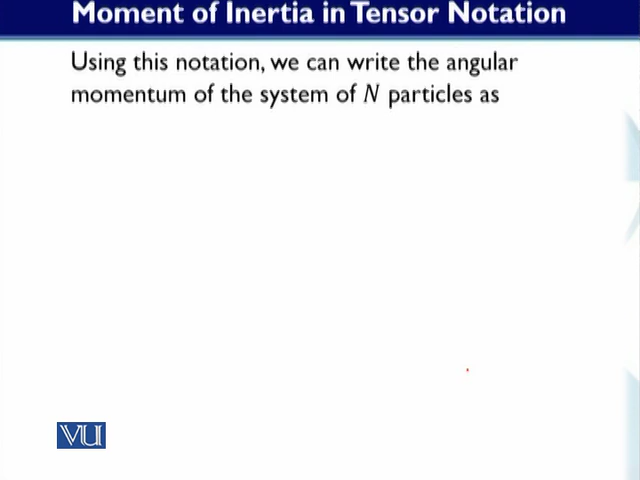 Moment of Inertia in Tensor Notation
Using this notation, we can write the angular
momentum of the system of N particles as
VU